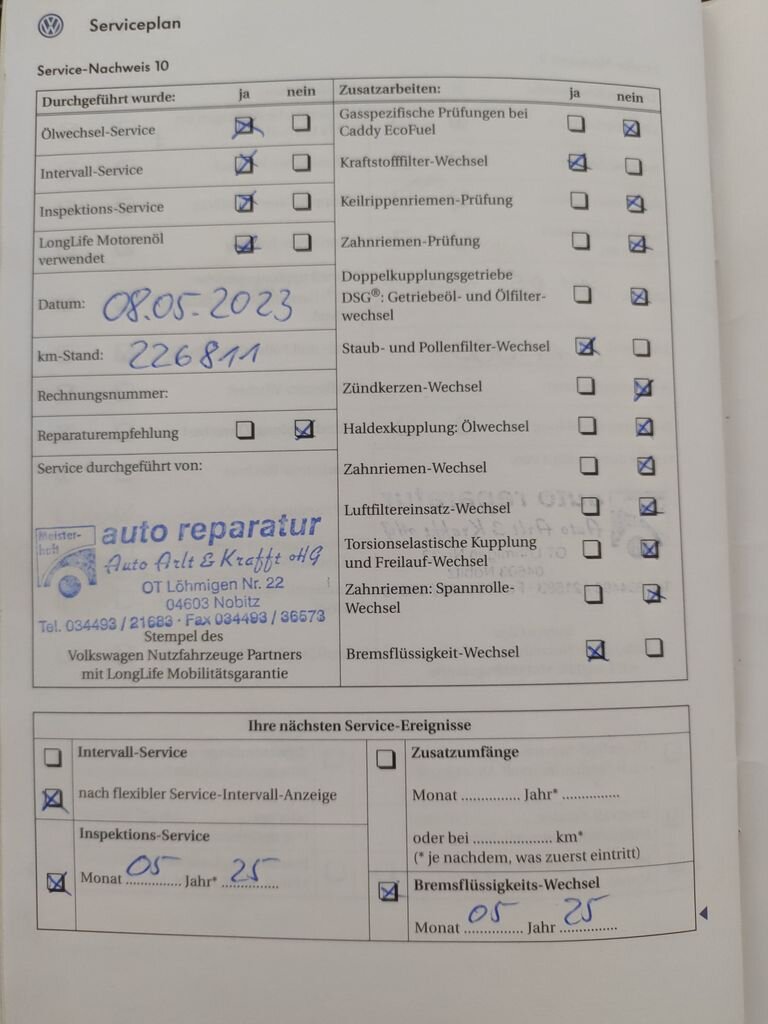 Serviceplan
Service-Nachweis 10
Durchgeführt wurde: ja nein
Ölwechsel-Service
Intervall-Service
Inspektions-Service
LongLife Motorenöl
verwendet
Datum: 08.05.2023
km-Stand: 226811
Rechnungsnummer:
Reparaturempfehlung
Service durchgeführt von:
Meister-
haft
auto reparatur
Auto Arlt & Krafft oHG
OT Löhmigen Nr. 22
04603 Nobitz
Tel. 034493 / 21683 · Fax 034493 / 36573
Stempel des
Volkswagen Nutzfahrzeuge Partners
mit LongLife Mobilitätsgarantie
Zusatzarbeiten: ja nein
Gasspezifische Prüfungen bei
Caddy EcoFuel
Kraftstofffilter-Wechsel
Keilrippenriemen-Prüfung
Zahnriemen-Prüfung
Doppelkupplungsgetriebe
DSG®: Getriebeöl- und Ölfilter-
wechsel
Staub- und Pollenfilter-Wechsel
Zündkerzen-Wechsel
Haldexkupplung: Ölwechsel
Zahnriemen-Wechsel
Luftfiltereinsatz-Wechsel
Torsionselastische Kupplung
und Freilauf-Wechsel
Zahnriemen: Spannrolle-
Wechsel
Bremsflüssigkeit-Wechsel
Ihre nächsten Service-Ereignisse
Intervall-Service
nach flexibler Service-Intervall-Anzeige
Inspektions-Service
Monat 05 Jahr* 25
Zusatzumfänge
Monat .............. Jahr* ..............
oder bei ................... km*
(* je nachdem, was zuerst eintritt)
Bremsflüssigkeits-Wechsel
Monat 05 Jahr 25